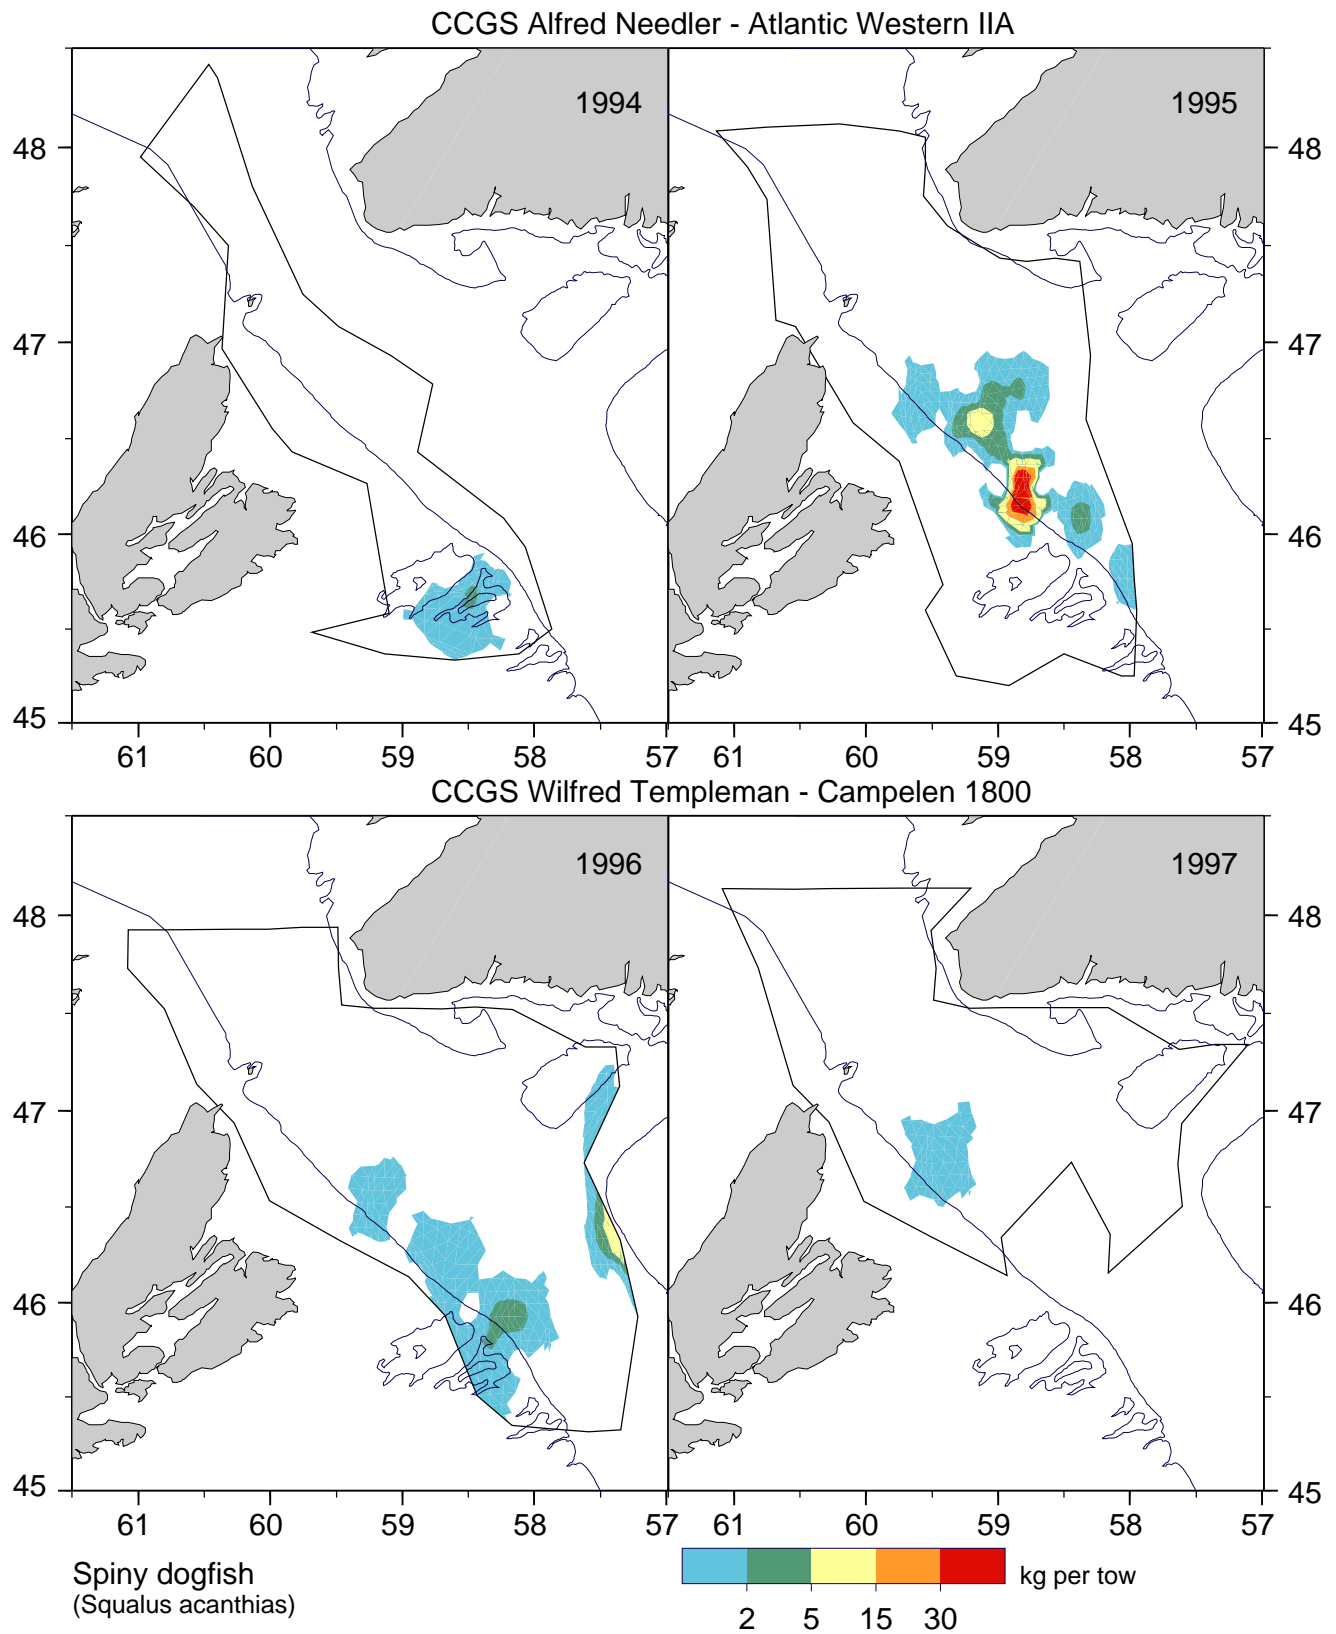 CCGS Alfred Needler - Atlantic Western IIA
1994 1995
48 48
47 47
46 46
45 45
61 60 59 58 57 61 60 59 58 57
CCGS Wilfred Templeman - Campelen 1800
1996 1997
48 48
47 47
46 46
45 45
61 60 59 58 57 61 60 59 58 57
Spiny dogfish
(Squalus acanthias)
kg per tow
2 5 15 30